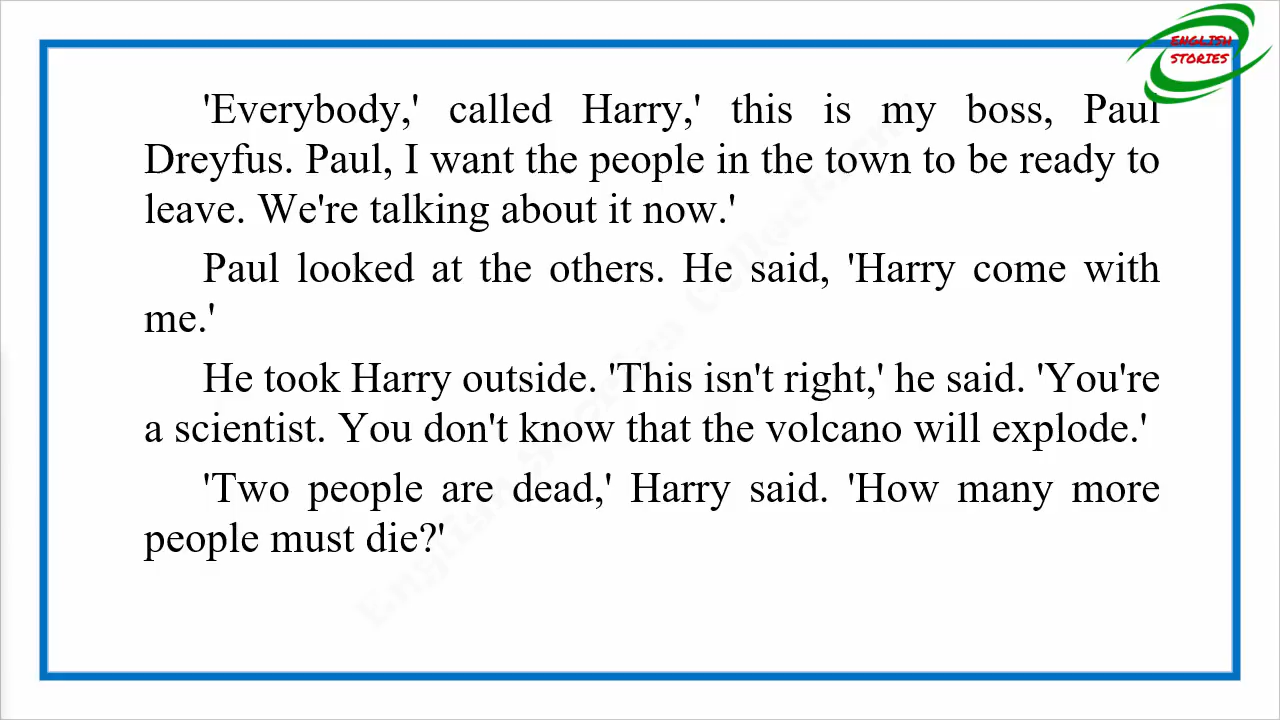 ENGLISH
STORIES
'Everybody,' called Harry,' this is my boss, Paul
Dreyfus. Paul, I want the people in the town to be ready to
leave. We're talking about it now.'
Paul looked at the others. He said, 'Harry come with
me.'
He took Harry outside. 'This isn't right,' he said. 'You're
a scientist. You don't know that the volcano will explode.'
'Two people are dead,' Harry said. 'How many more
people must die?'